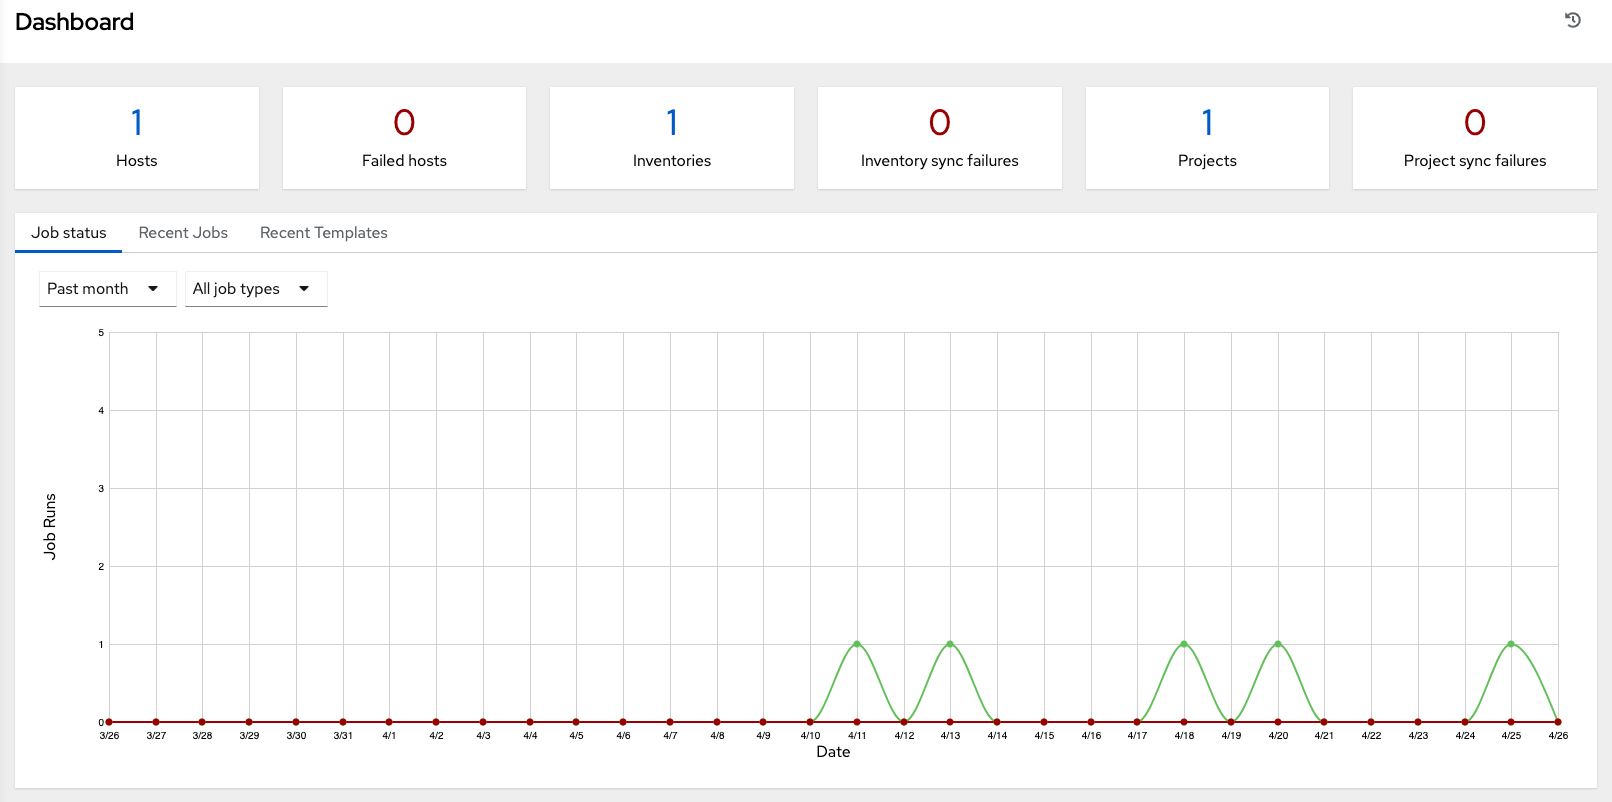 Dashboard
1 0 1 0 1 0
Hosts Failed hosts Inventories Inventory sync failures Projects Project sync failures
Job status Recent Jobs Recent Templates
Past month All job types
5
4
3
2
1
0
Job Runs
3/26 3/27 3/28 3/29 3/30 3/31 4/1 4/2 4/3 4/4 4/5 4/6 4/7 4/8 4/9 4/10 4/11 4/12 4/13 4/14 4/15 4/16 4/17 4/18 4/19 4/20 4/21 4/22 4/23 4/24 4/25 4/26
Date